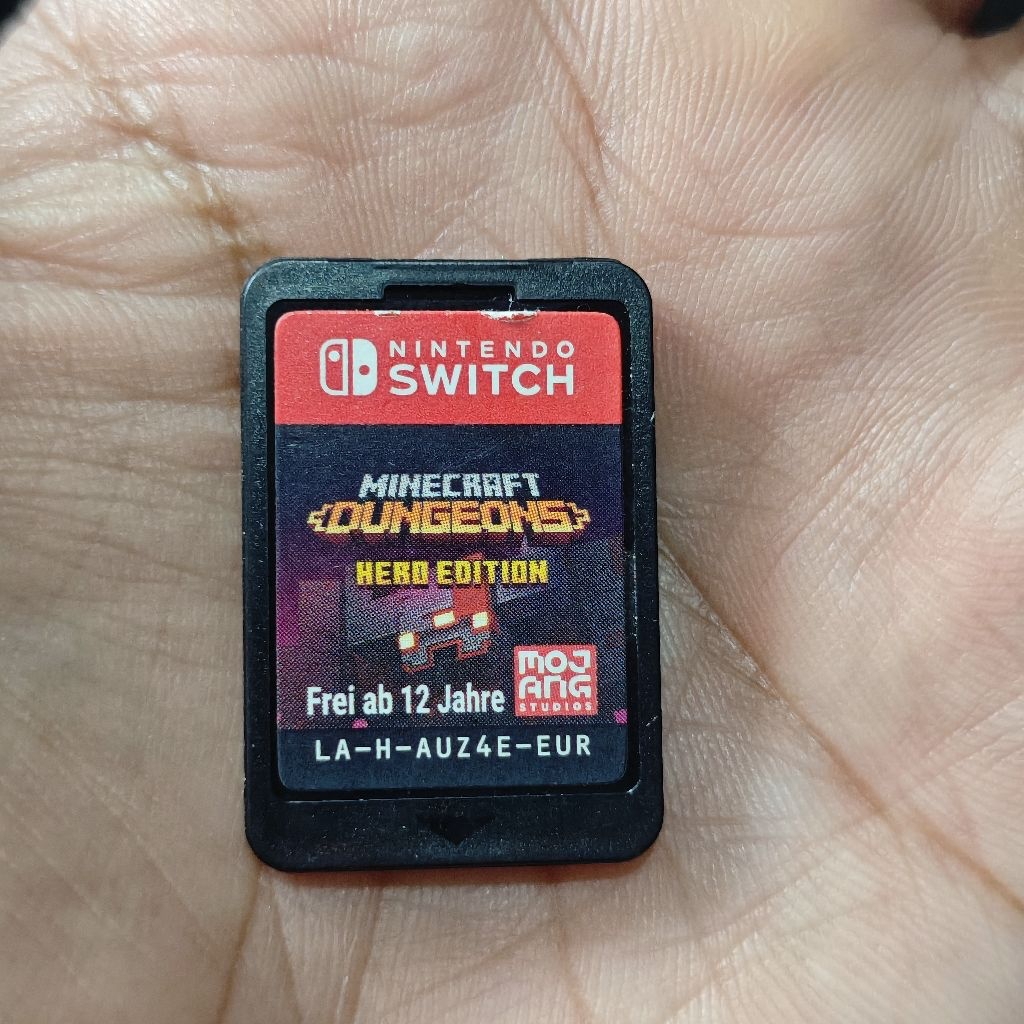 NINTENDO
SWITCH
MINECRAFT
DUNGEONS
HERO EDITION
Frei ab 12 Jahre
MOJ
ANG
STUDIOS
LA-H-AUZ4E-EUR